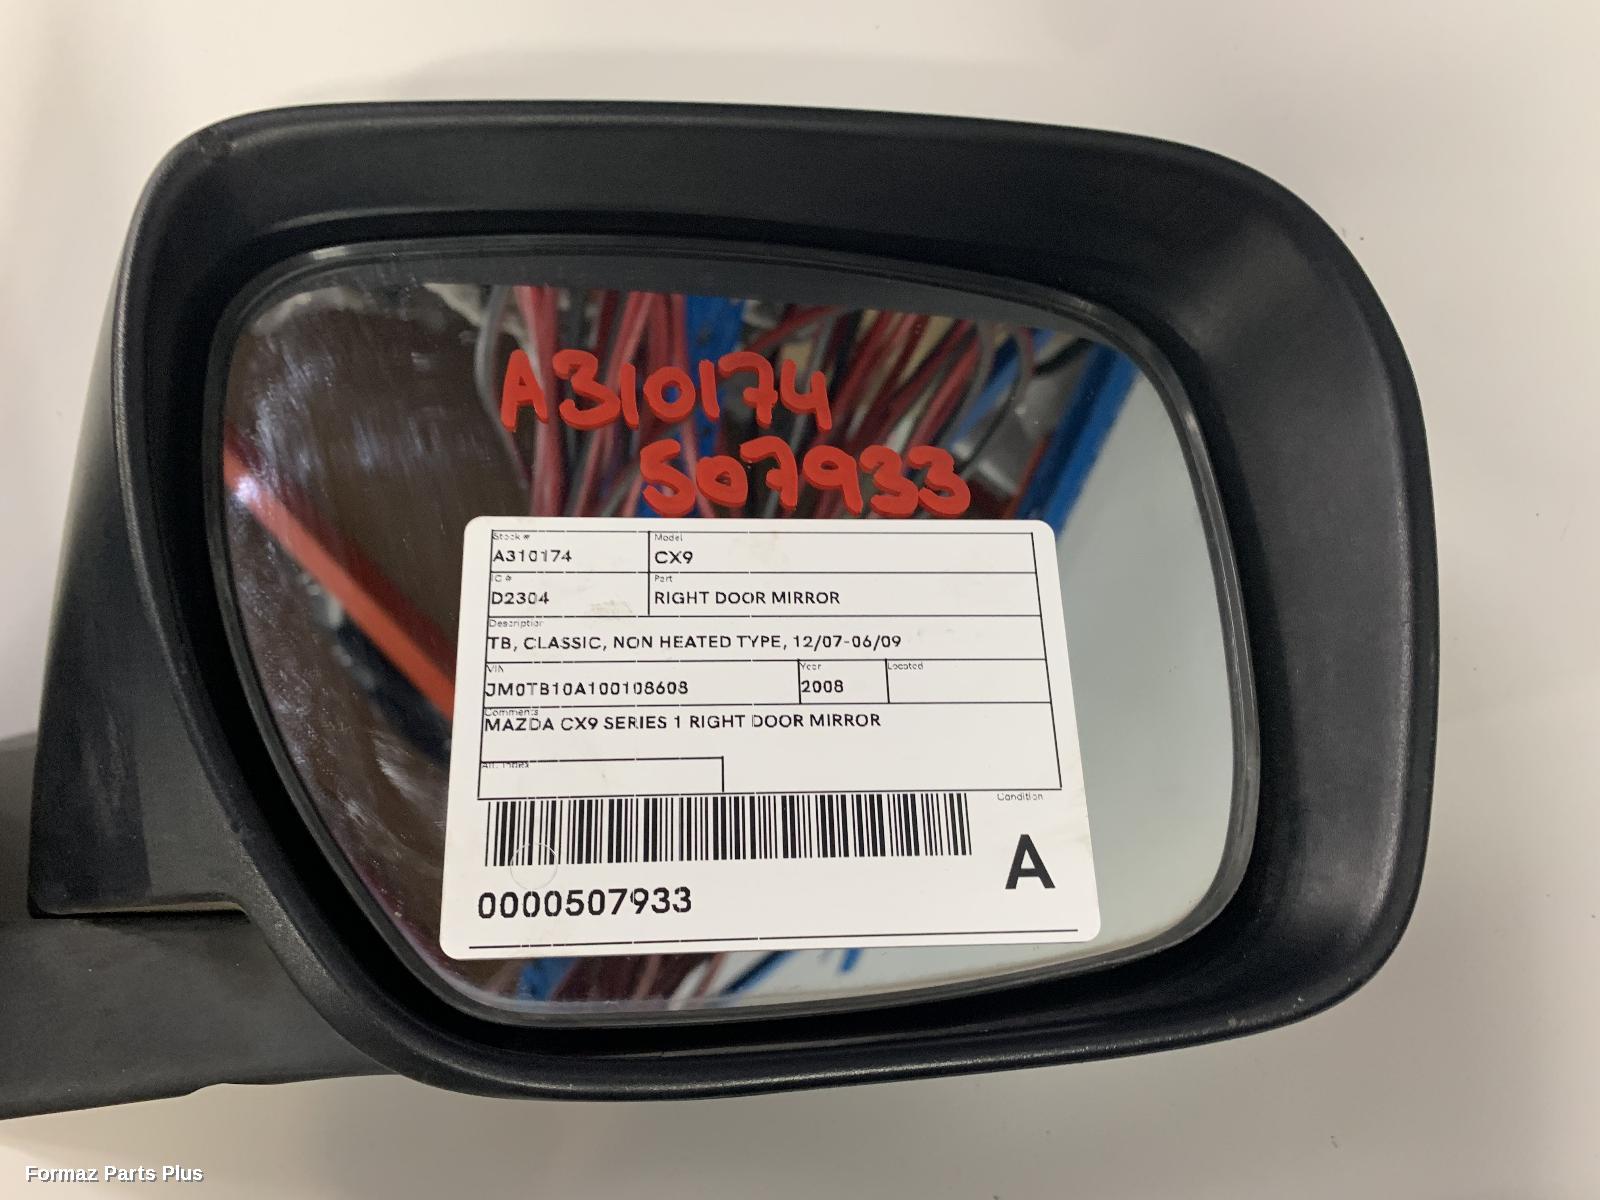 A310174
507933
Stock #
A310174
Model
CX9
IC #
D2304
Part
RIGHT DOOR MIRROR
Description
TB, CLASSIC, NON HEATED TYPE, 12/07-06/09
VIN
JM0TB10A100108608
Year
2008
Located
Comments
MAZDA CX9 SERIES 1 RIGHT DOOR MIRROR
Alt. Index
Condition
A
0000507933
Formaz Parts Plus